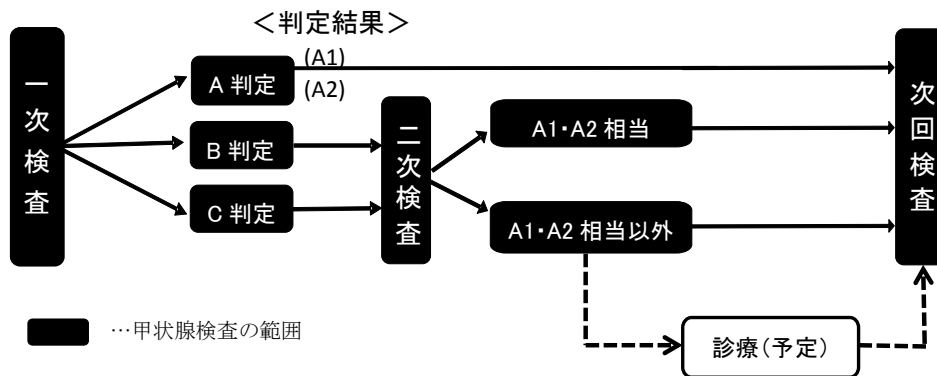 ＜判定結果＞
一次検査
A 判定
(A1)
(A2)
B 判定
C 判定
二次検査
A1・A2 相当
A1・A2 相当以外
次回検査
診療(予定)
…甲状腺検査の範囲